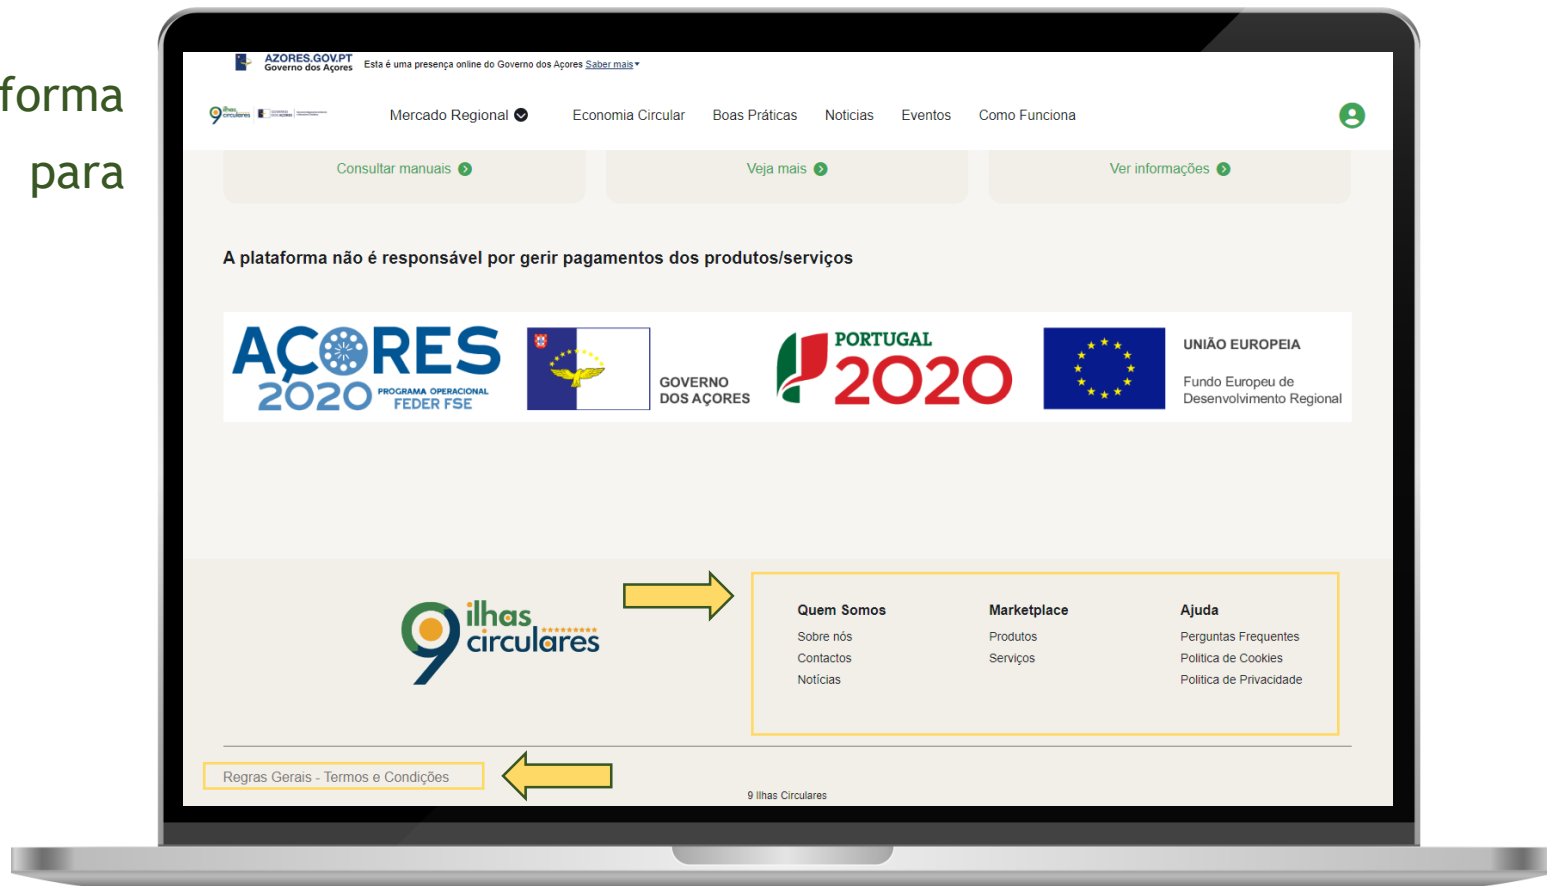 forma
para
AZORES.GOV.PT
Governo dos Açores
Esta é uma presença online do Governo dos Açores Saber mais
9 ilhas circulares
Mercado Regional
Economia Circular
Boas Práticas
Noticias
Eventos
Como Funciona
Consultar manuais
Veja mais
Ver informações
A plataforma não é responsável por gerir pagamentos dos produtos/serviços
AÇORES
2020
PROGRAMA OPERACIONAL
FEDER FSE
GOVERNO
DOS AÇORES
PORTUGAL
2020
UNIÃO EUROPEIA
Fundo Europeu de
Desenvolvimento Regional
9 ilhas
circulares
Quem Somos
Sobre nós
Contactos
Notícias
Marketplace
Produtos
Serviços
Ajuda
Perguntas Frequentes
Politica de Cookies
Politica de Privacidade
Regras Gerais - Termos e Condições
9 Ilhas Circulares